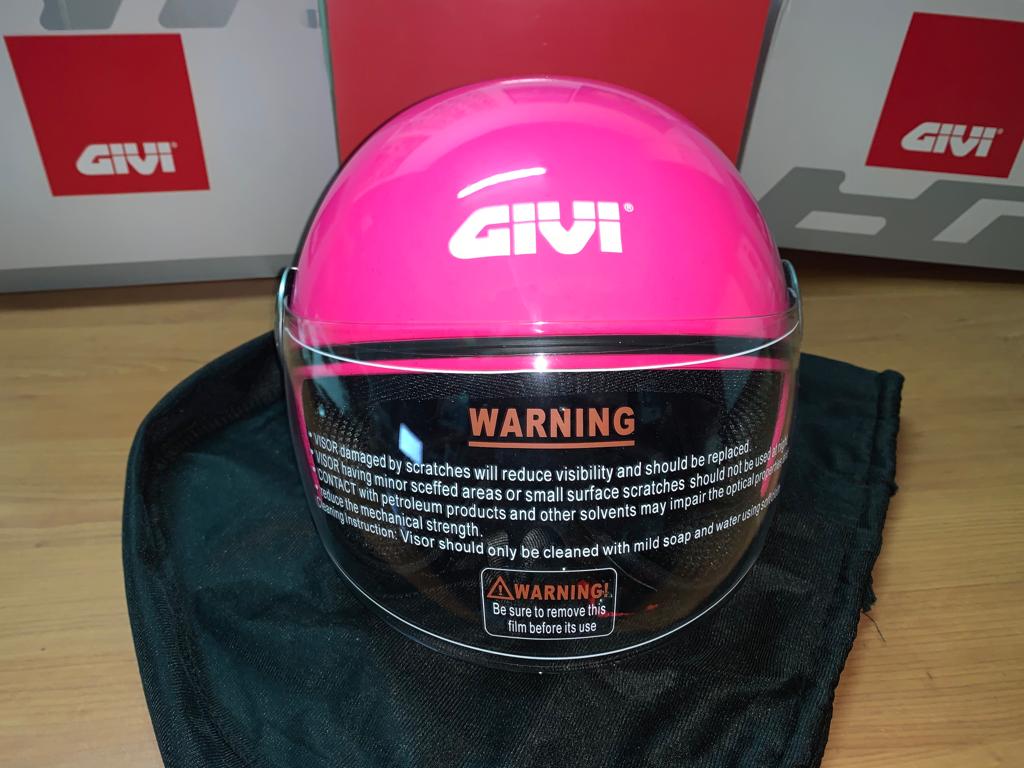 GIVI
GIVI
GIVI®
WARNING
• VISOR damaged by scratches will reduce visibility and should be replaced.
VISOR having minor sceffed areas or small surface scratches should not be used at night.
CONTACT with petroleum products and other solvents may impair the optical properties
reduce the mechanical strength.
Cleaning Instruction: Visor should only be cleaned with mild soap and water using
WARNING!
Be sure to remove this
film before its use